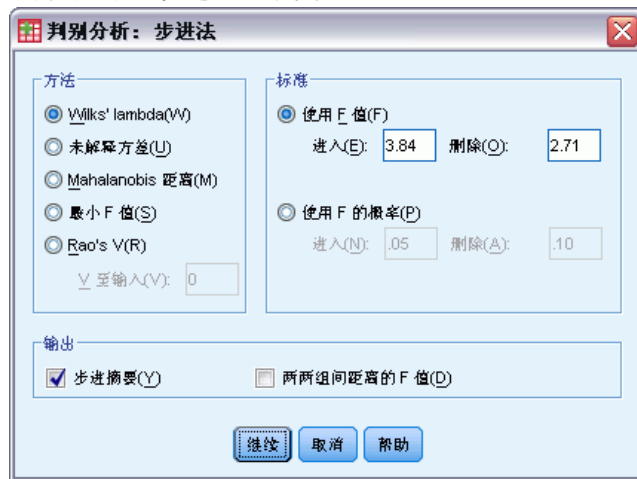 判别分析：步进法
方法
Wilks' lambda(W)
未解释方差(U)
Mahalanobis 距离(M)
最小 F 值(S)
Rao's V(R)
V 至输入(V): 0
标准
使用 F 值(F)
进入(E): 3.84 删除(O): 2.71
使用 F 的概率(P)
进入(N): .05 删除(A): .10
输出
步进摘要(Y) 两两组间距离的 F 值(D)
继续 取消 帮助